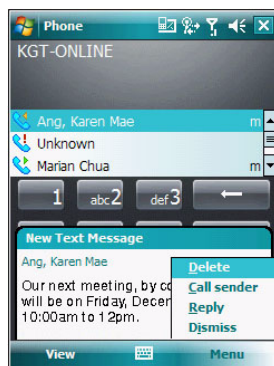 Phone
KGT-ONLINE
Ang, Karen Mae m
Unknown
Marian Chua m
1 abc2 def3
New Text Message
Ang, Karen Mae
Our next meeting, by co
will be on Friday, Decem
10:00am to 12pm.
Delete
Call sender
Reply
Dismiss
View Menu